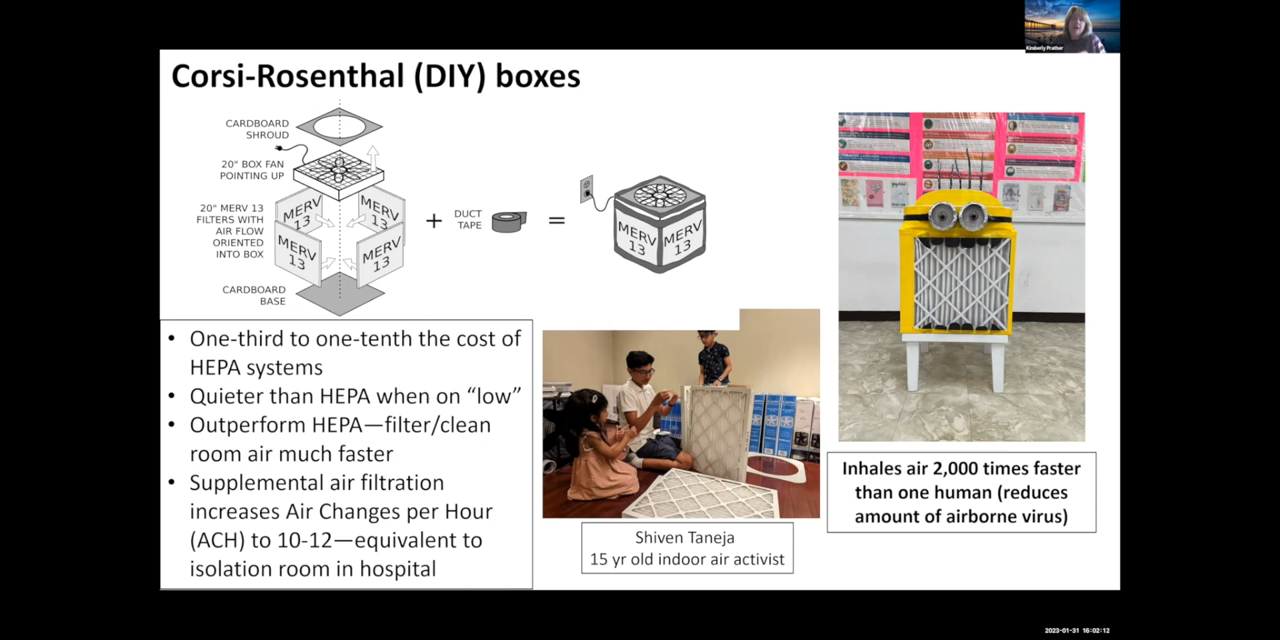 Kimberly Prather
Corsi-Rosenthal (DIY) boxes
CARDBOARD
SHROUD
20" BOX FAN
POINTING UP
20" MERV 13
FILTERS WITH
AIR FLOW
ORIENTED
INTO BOX
MERV
13
MERV
13
MERV
13
MERV
13
CARDBOARD
BASE
+
DUCT
TAPE
=
MERV
13
MERV
13
• One-third to one-tenth the cost of
HEPA systems
• Quieter than HEPA when on “low”
• Outperform HEPA—filter/clean
room air much faster
• Supplemental air filtration
increases Air Changes per Hour
(ACH) to 10-12—equivalent to
isolation room in hospital
Shiven Taneja
15 yr old indoor air activist
Inhales air 2,000 times faster
than one human (reduces
amount of airborne virus)
2023-01-31 16:02:12